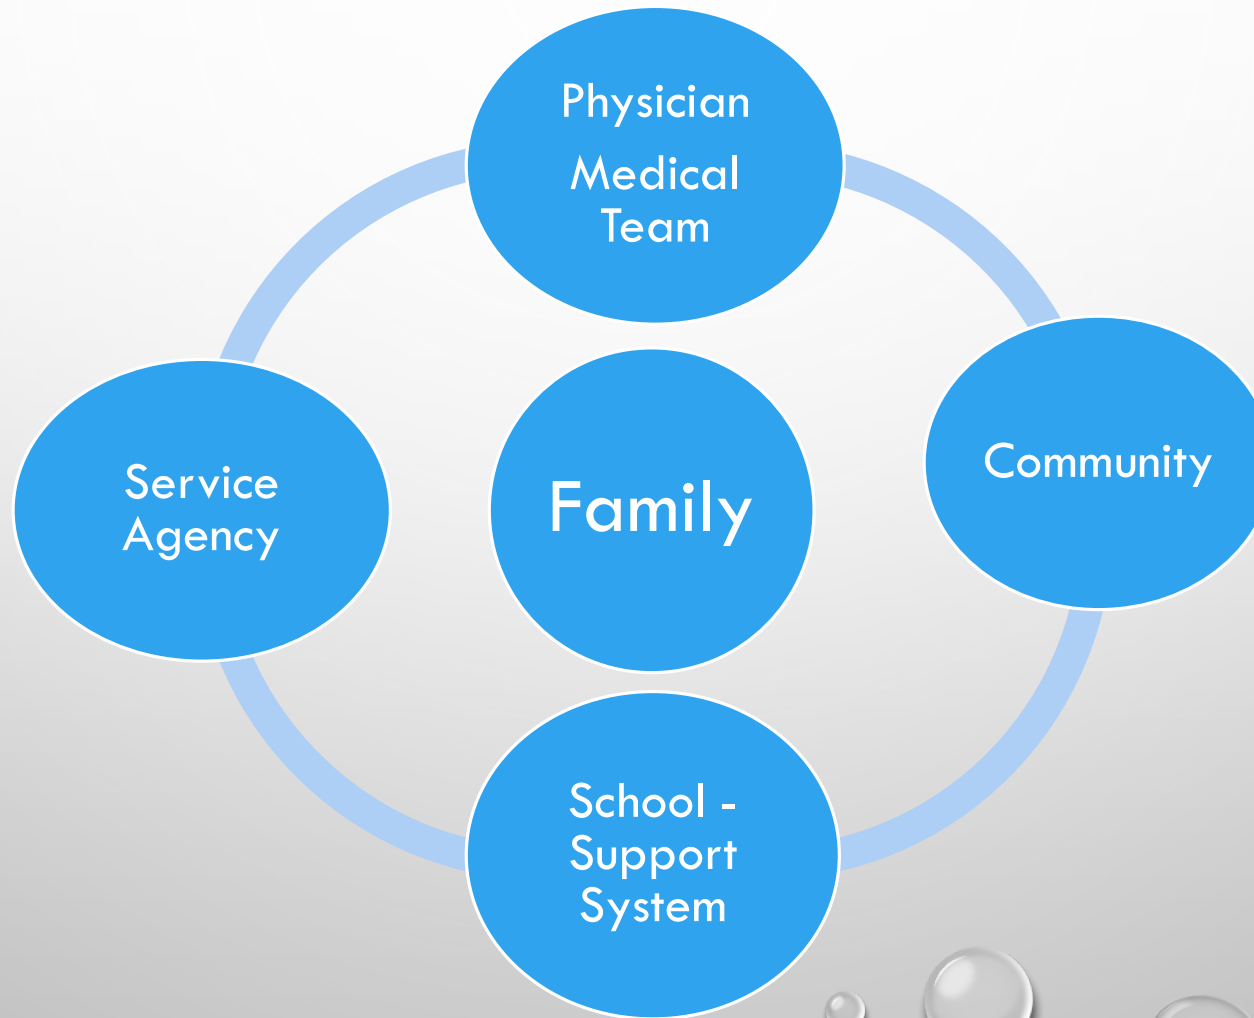 Physician
Medical
Team
Community
Service
Agency
Family
School -
Support
System